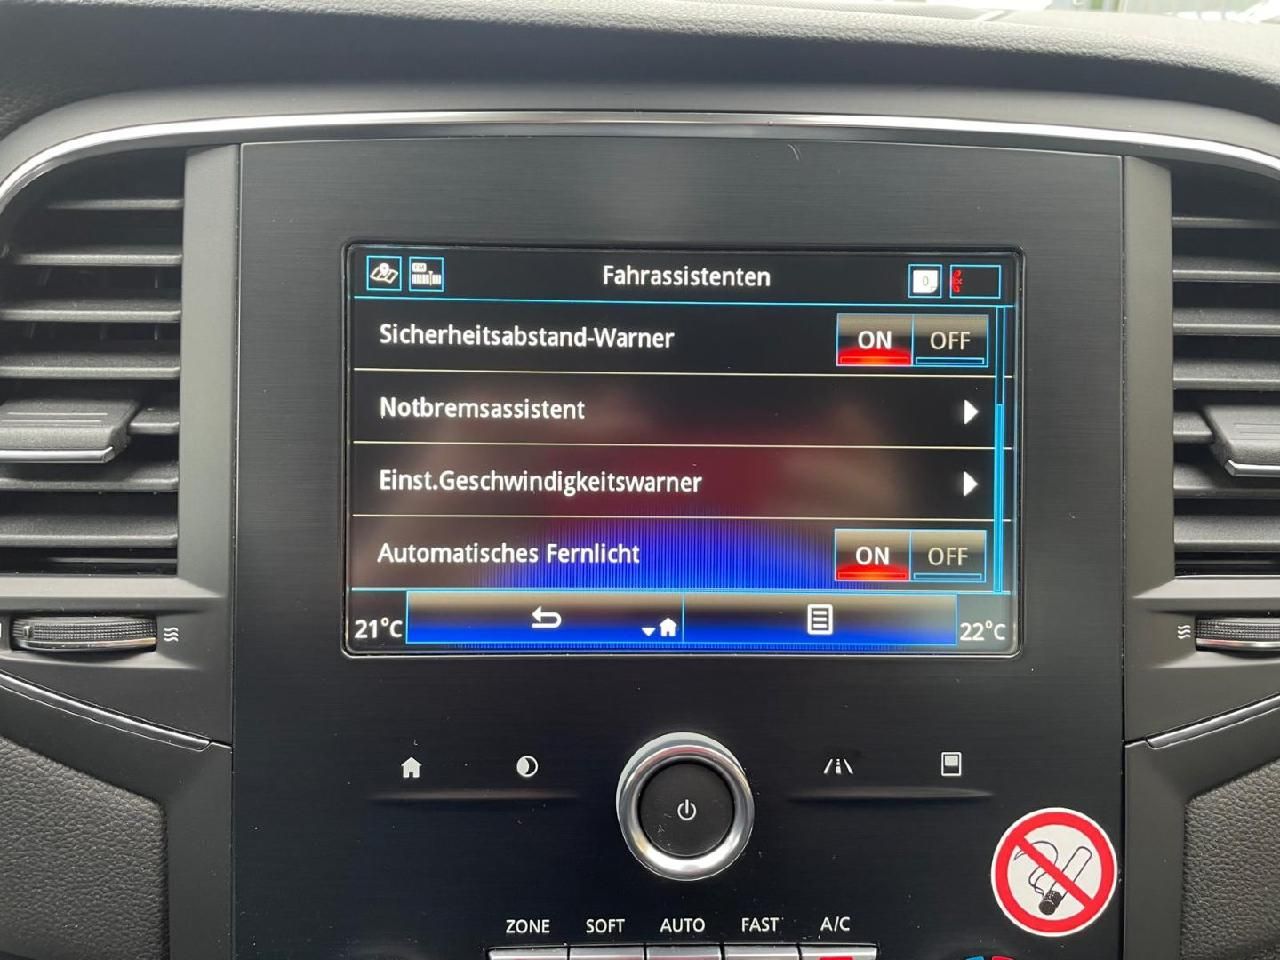 Fahrassistenten
Sicherheitsabstand-Warner ON OFF
Notbremsassistent
Einst.Geschwindigkeitswarner
Automatisches Fernlicht ON OFF
21°C 22°C
ZONE SOFT AUTO FAST A/C